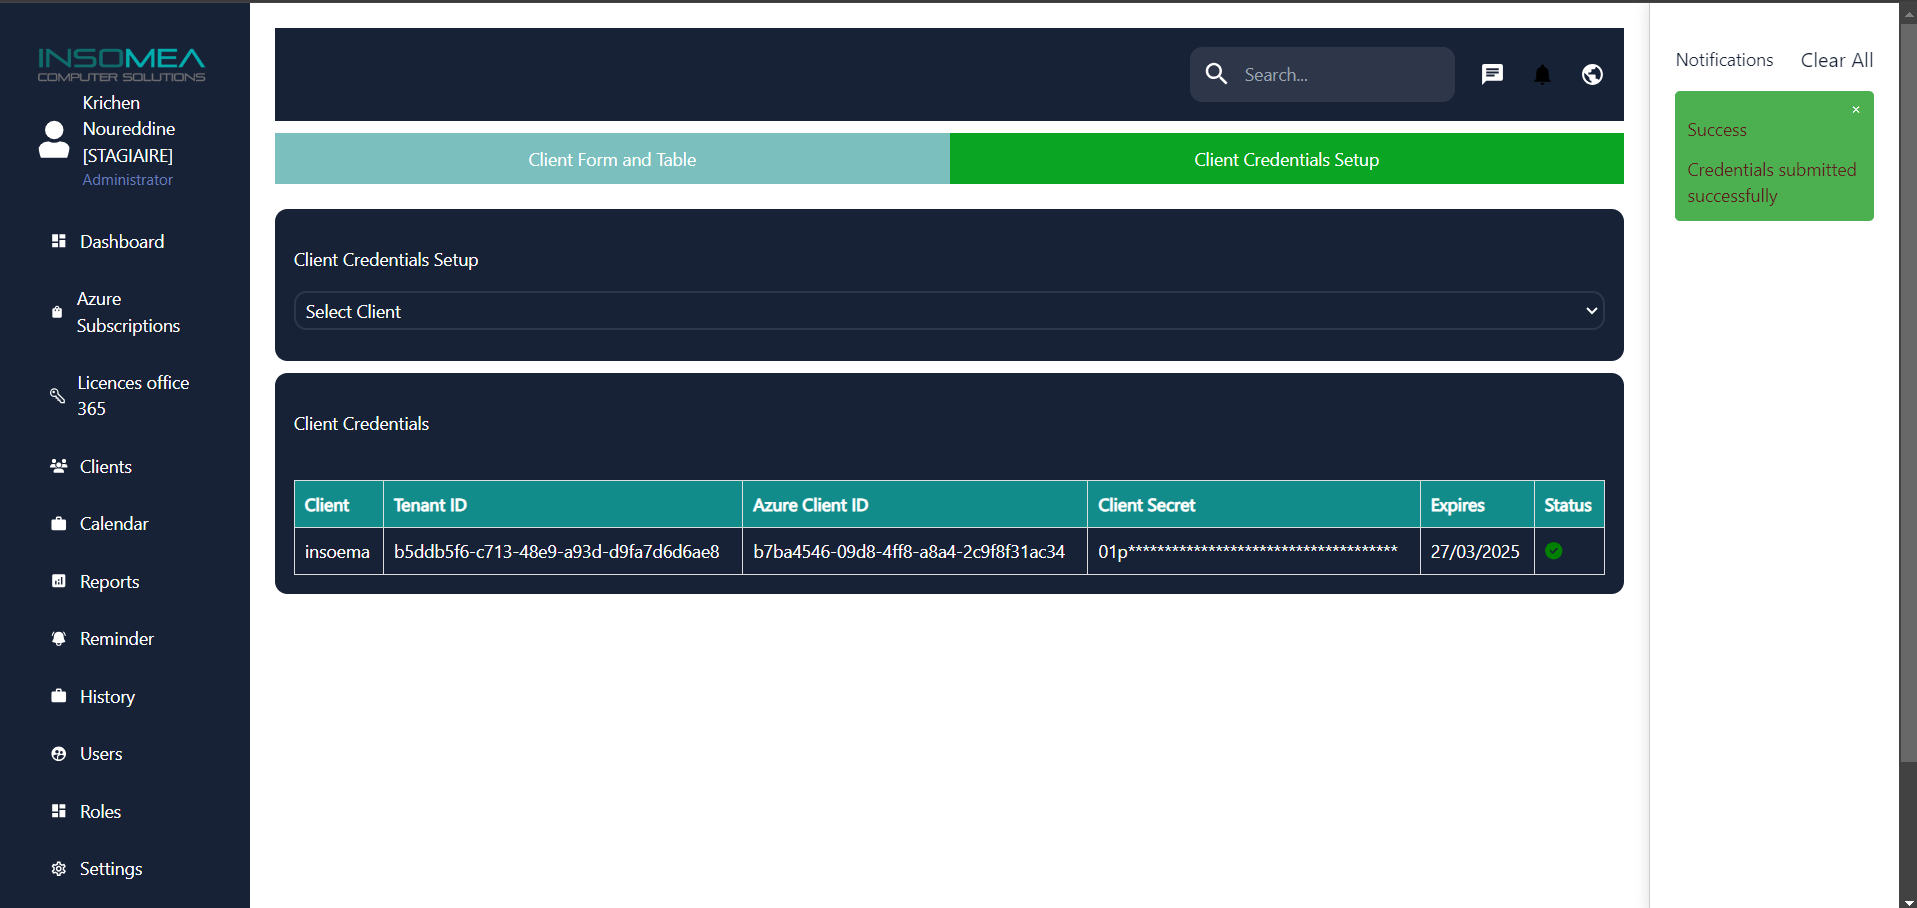 INSOMEA
COMPUTER SOLUTIONS
Krichen
Noureddine
[STAGIAIRE]
Administrator
Dashboard
Azure
Subscriptions
Licences office
365
Clients
Calendar
Reports
Reminder
History
Users
Roles
Settings
Search...
Client Form and Table
Client Credentials Setup
Client Credentials Setup
Select Client
Client Credentials
Client Tenant ID Azure Client ID Client Secret Expires Status
insoema b5ddb5f6-c713-48e9-a93d-d9fa7d6d6ae8 b7ba4546-09d8-4ff8-a8a4-2c9f8f31ac34 01p************************************* 27/03/2025
Notifications Clear All
×
Success
Credentials submitted
successfully